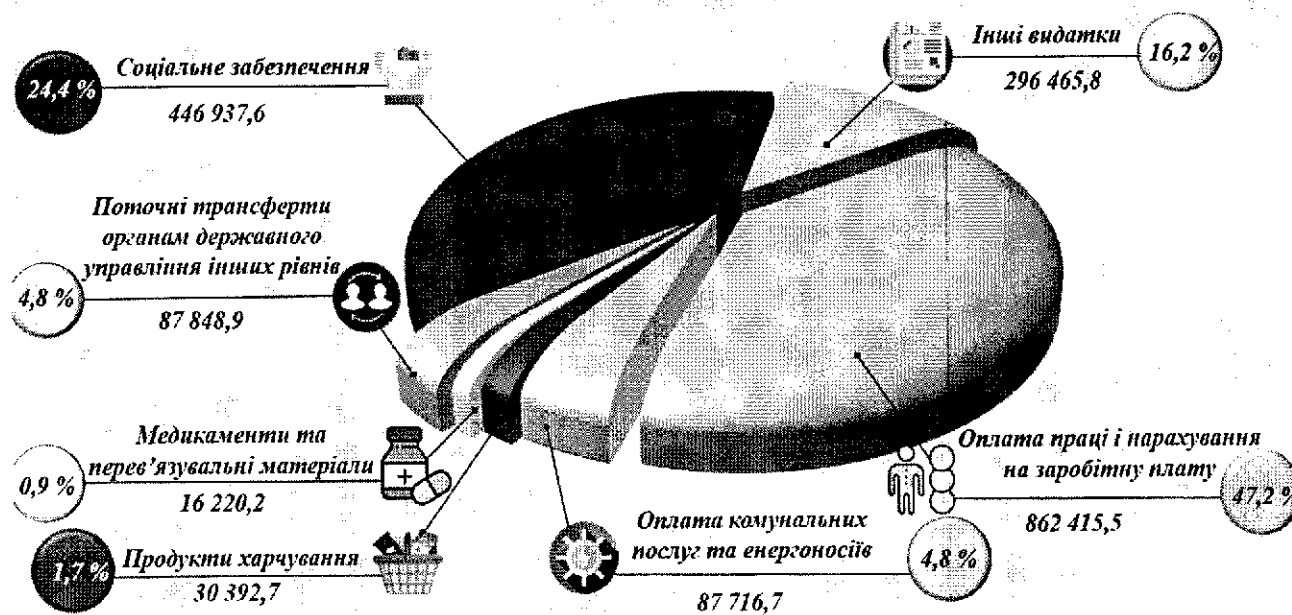 24,4 %
Соціальне забезпечення
446 937,6
Інші видатки
16,2 %
296 465,8
Поточні трансферти
органам державного
управління інших рівнів
4,8 %
87 848,9
Медикаменти та
перев’язувальні матеріали
0,9 %
16 220,2
Продукти харчування
1,7 %
30 392,7
Оплата комунальних
послуг та енергоносіїв
4,8 %
87 716,7
Оплата праці і нарахування
на заробітну плату
47,2 %
862 415,5